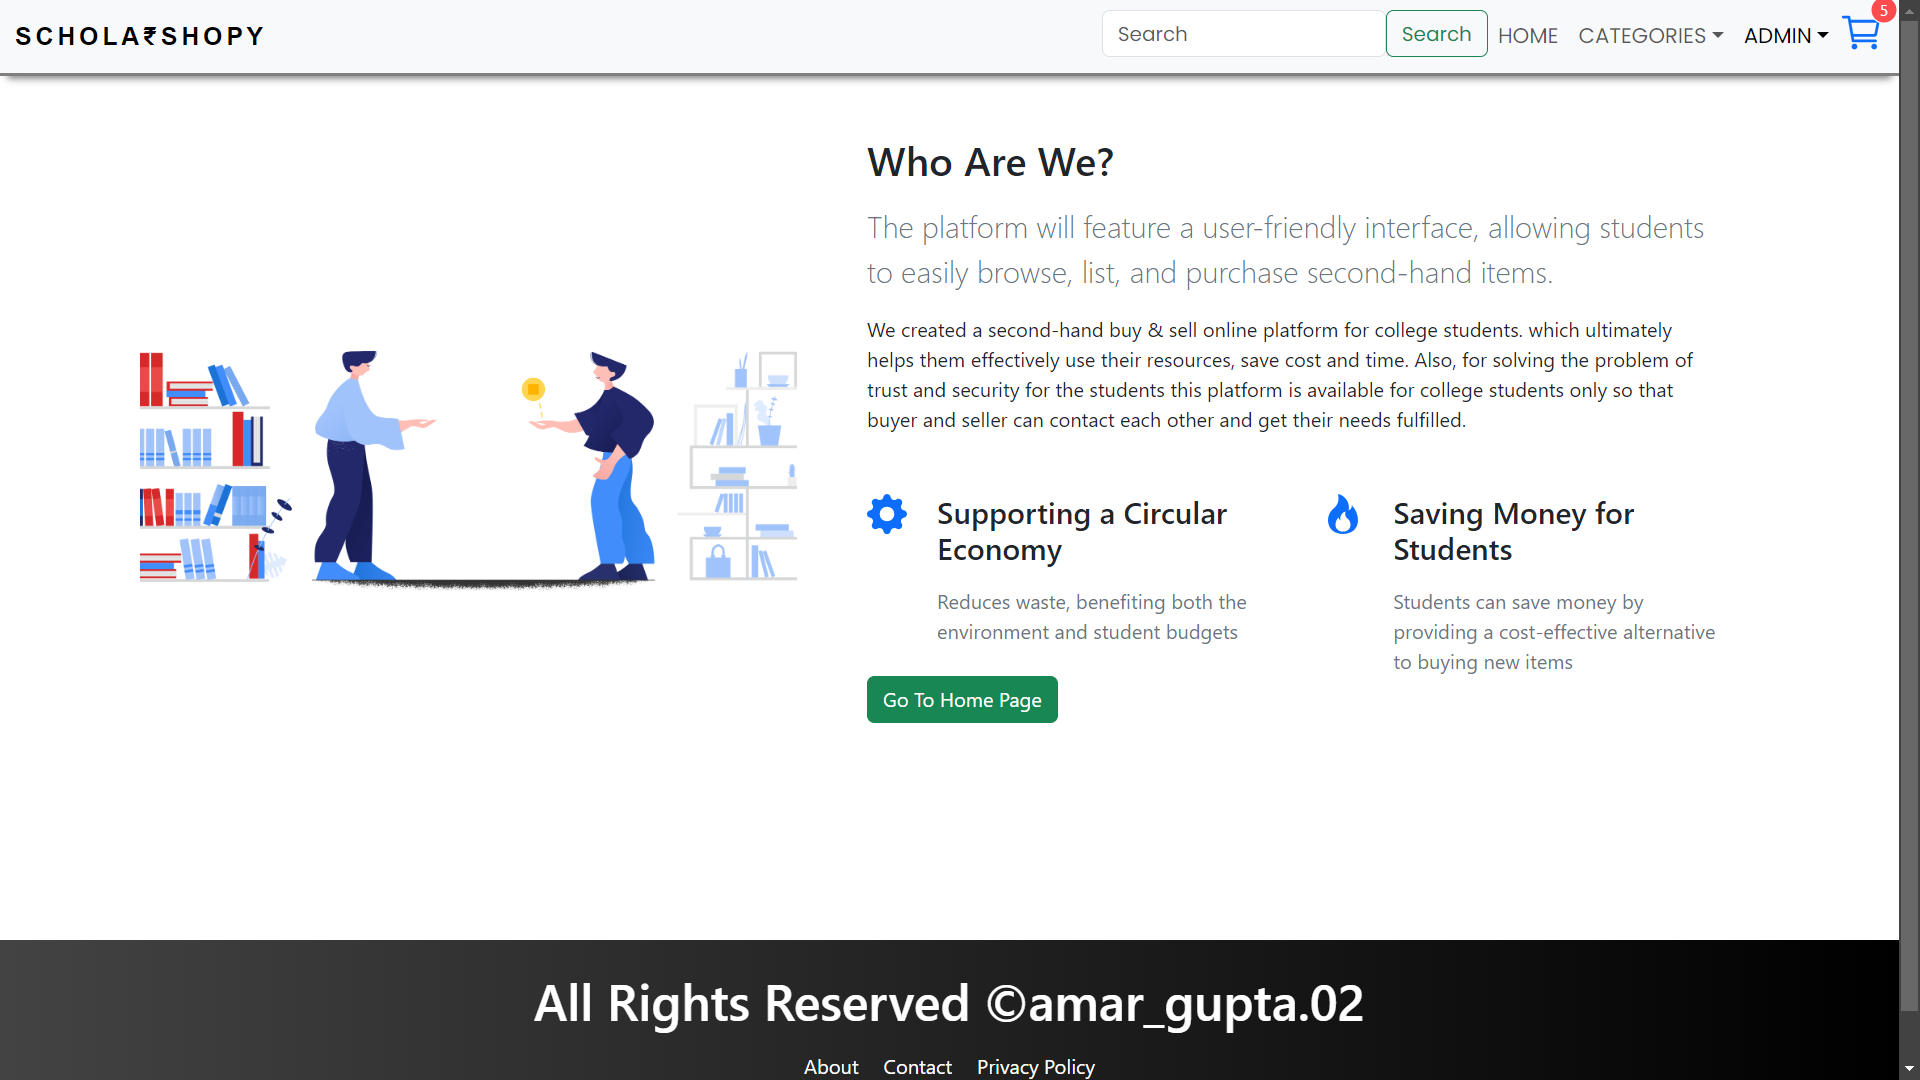 SCHOLA₹SHOPY
Search
Search
HOME
CATEGORIES
ADMIN
5
Who Are We?
The platform will feature a user-friendly interface, allowing students
to easily browse, list, and purchase second-hand items.
We created a second-hand buy & sell online platform for college students. which ultimately
helps them effectively use their resources, save cost and time. Also, for solving the problem of
trust and security for the students this platform is available for college students only so that
buyer and seller can contact each other and get their needs fulfilled.
Supporting a Circular
Economy
Reduces waste, benefiting both the
environment and student budgets
Saving Money for
Students
Students can save money by
providing a cost-effective alternative
to buying new items
Go To Home Page
All Rights Reserved ©amar_gupta.02
About
Contact
Privacy Policy